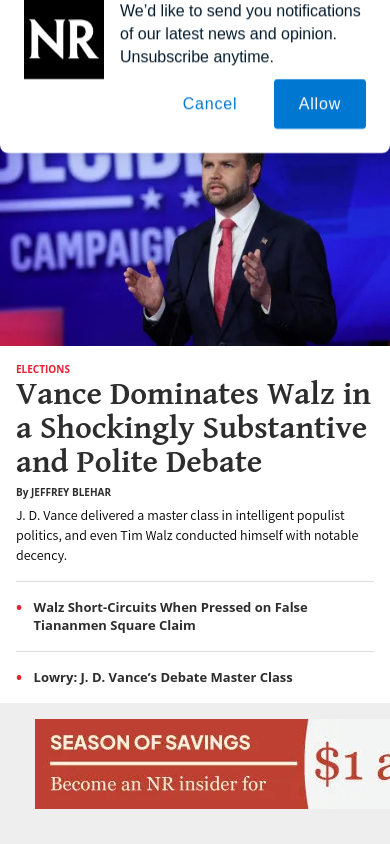 NR
We'd like to send you notifications
of our latest news and opinion.
Unsubscribe anytime.
Cancel
Allow
DECIDE
CAMPAIGN
ELECTIONS
Vance Dominates Walz in
a Shockingly Substantive
and Polite Debate
By JEFFREY BLEHAR
J. D. Vance delivered a master class in intelligent populist
politics, and even Tim Walz conducted himself with notable
decency.
• Walz Short-Circuits When Pressed on False
Tiananmen Square Claim
• Lowry: J. D. Vance’s Debate Master Class
SEASON OF SAVINGS
Become an NR insider for
$1 a